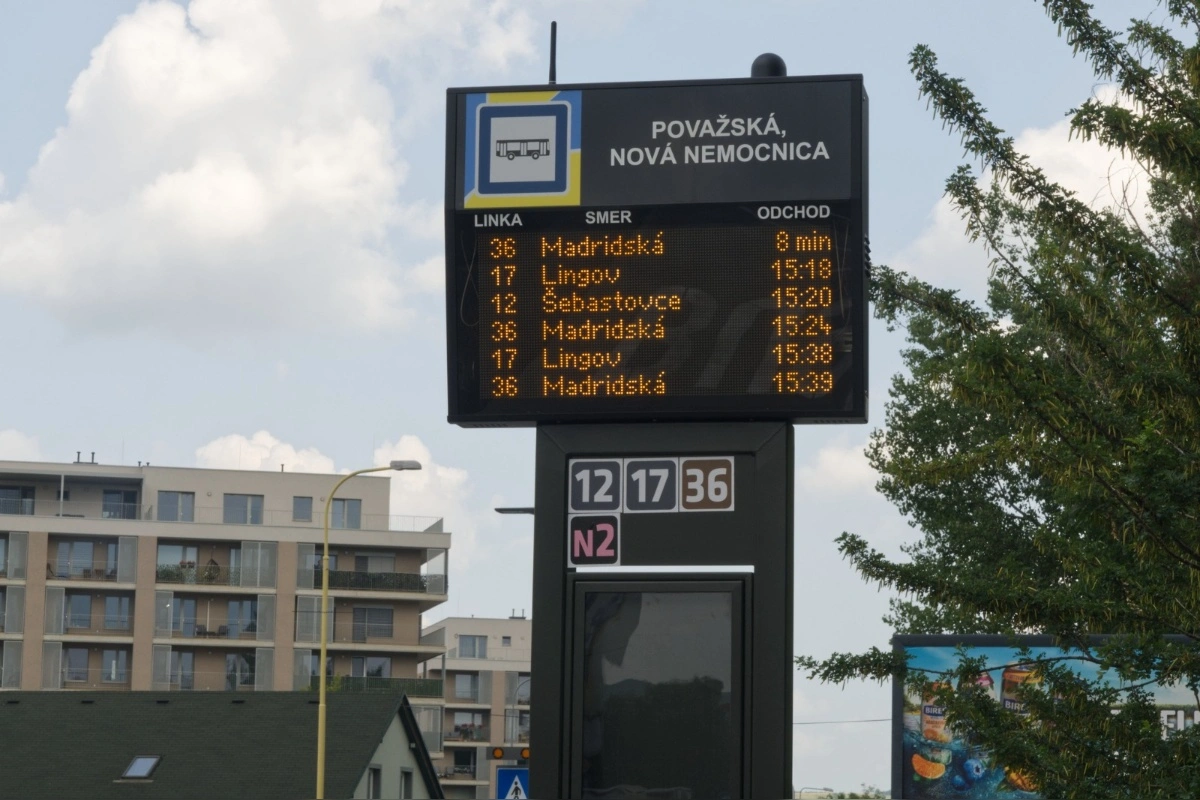 POVAŽSKÁ,
NOVÁ NEMOCNICA
LINKA SMER ODCHOD
36 Madridská 8 min
17 Lingov 15:18
12 Šebastovce 15:20
36 Madridská 15:24
17 Lingov 15:38
36 Madridská 15:39
12 17 36
N2